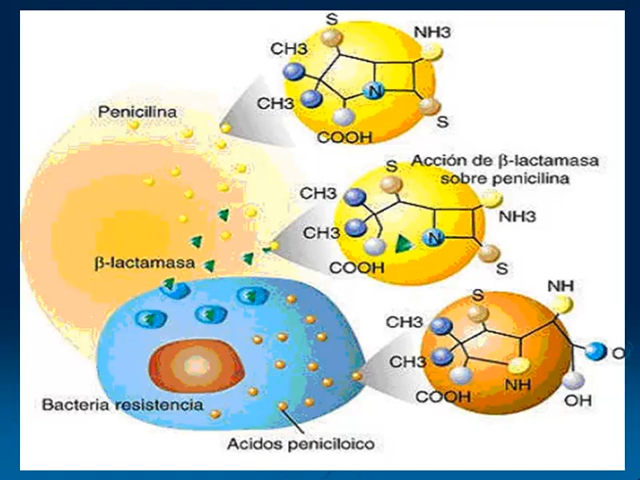 S
NH3
CH3
Penicilina
CH3
N
S
COOH
Acción de β-lactamasa
sobre penicilina
S
CH3
NH3
CH3
N
β-lactamasa
COOH
S
NH
S
CH3
O
CH3
NH
OH
COOH
Bacteria resistencia
Acidos peniciloico